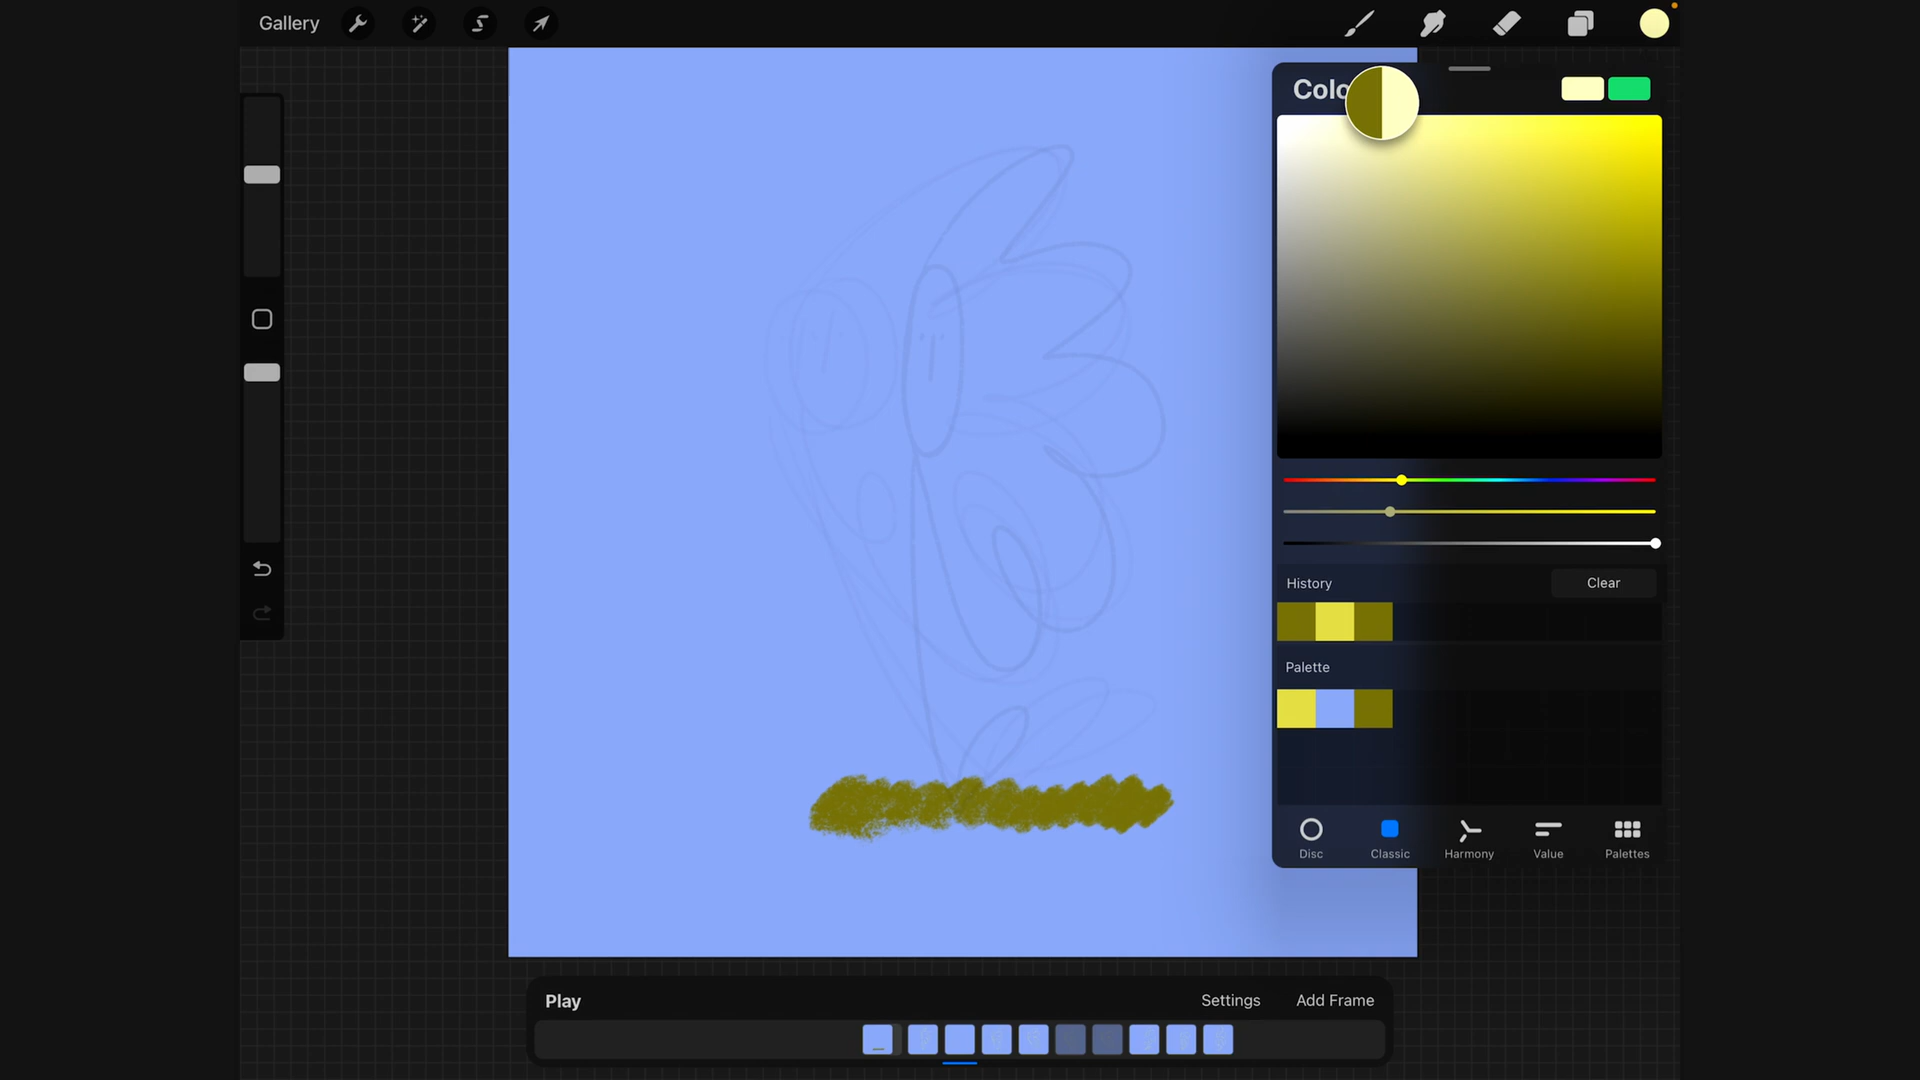 Gallery
Colo
History
Clear
Palette
Disc
Classic
Harmony
Value
Palettes
Play
Settings
Add Frame